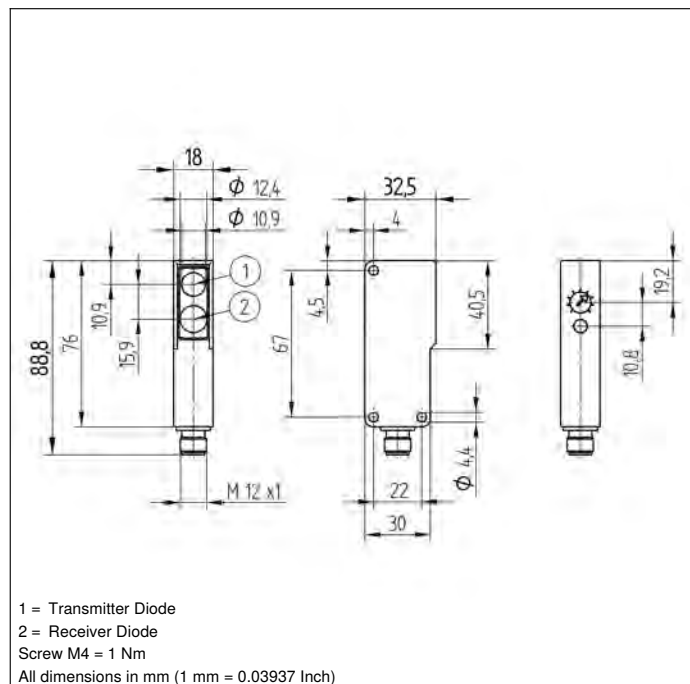 18
Φ 12,4
Φ 10,9
1
2
10,9
15,9
76
88,8
M 12 x1
32,5
4
4,5
67
40,5
Φ 4,4
22
30
19,2
10,8
1 = Transmitter Diode
2 = Receiver Diode
Screw M4 = 1 Nm
All dimensions in mm (1 mm = 0.03937 Inch)